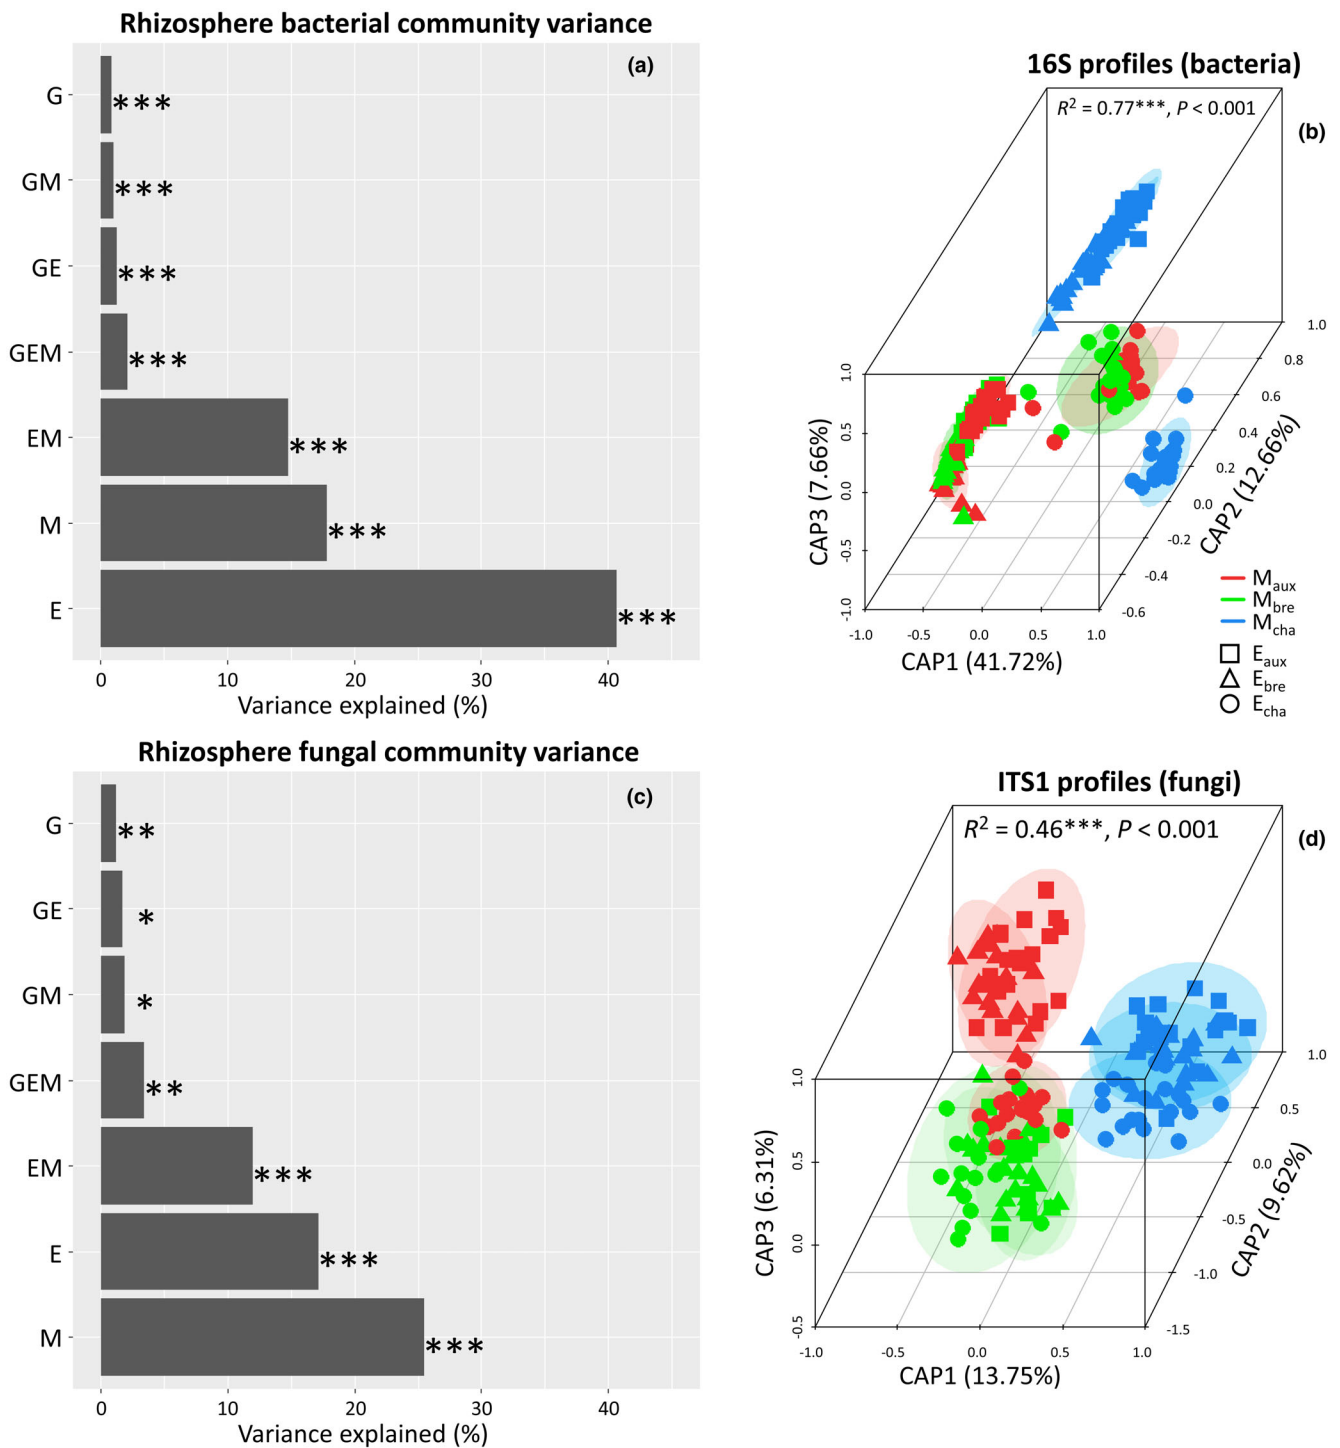 Rhizosphere bacterial community variance
(a)
G
***
GM
***
GE
***
GEM
***
EM
***
M
***
E
***
0 10 20 30 40
Variance explained (%)
16S profiles (bacteria)
(b)
R² = 0.77***, P < 0.001
CAP3 (7.66%)
1.0
0.5
0.0
-0.5
-1.0
-1.0 -0.5 0.0 0.5 1.0
CAP1 (41.72%)
1.0
0.8
0.6
0.4
0.2
0.0
-0.2
-0.4
-0.6
CAP2 (12.66%)
Maux
Mbre
Mcha
Eaux
Ebre
Echa
Rhizosphere fungal community variance
(c)
G
**
GE
*
GM
*
GEM
**
EM
***
E
***
M
***
0 10 20 30 40
Variance explained (%)
ITS1 profiles (fungi)
(d)
R² = 0.46***, P < 0.001
CAP3 (6.31%)
1.0
0.5
0.0
-0.5
-1.0 -0.5 0.0 0.5 1.0
CAP1 (13.75%)
1.0
0.5
0.0
-0.5
-1.0
-1.5
CAP2 (9.62%)